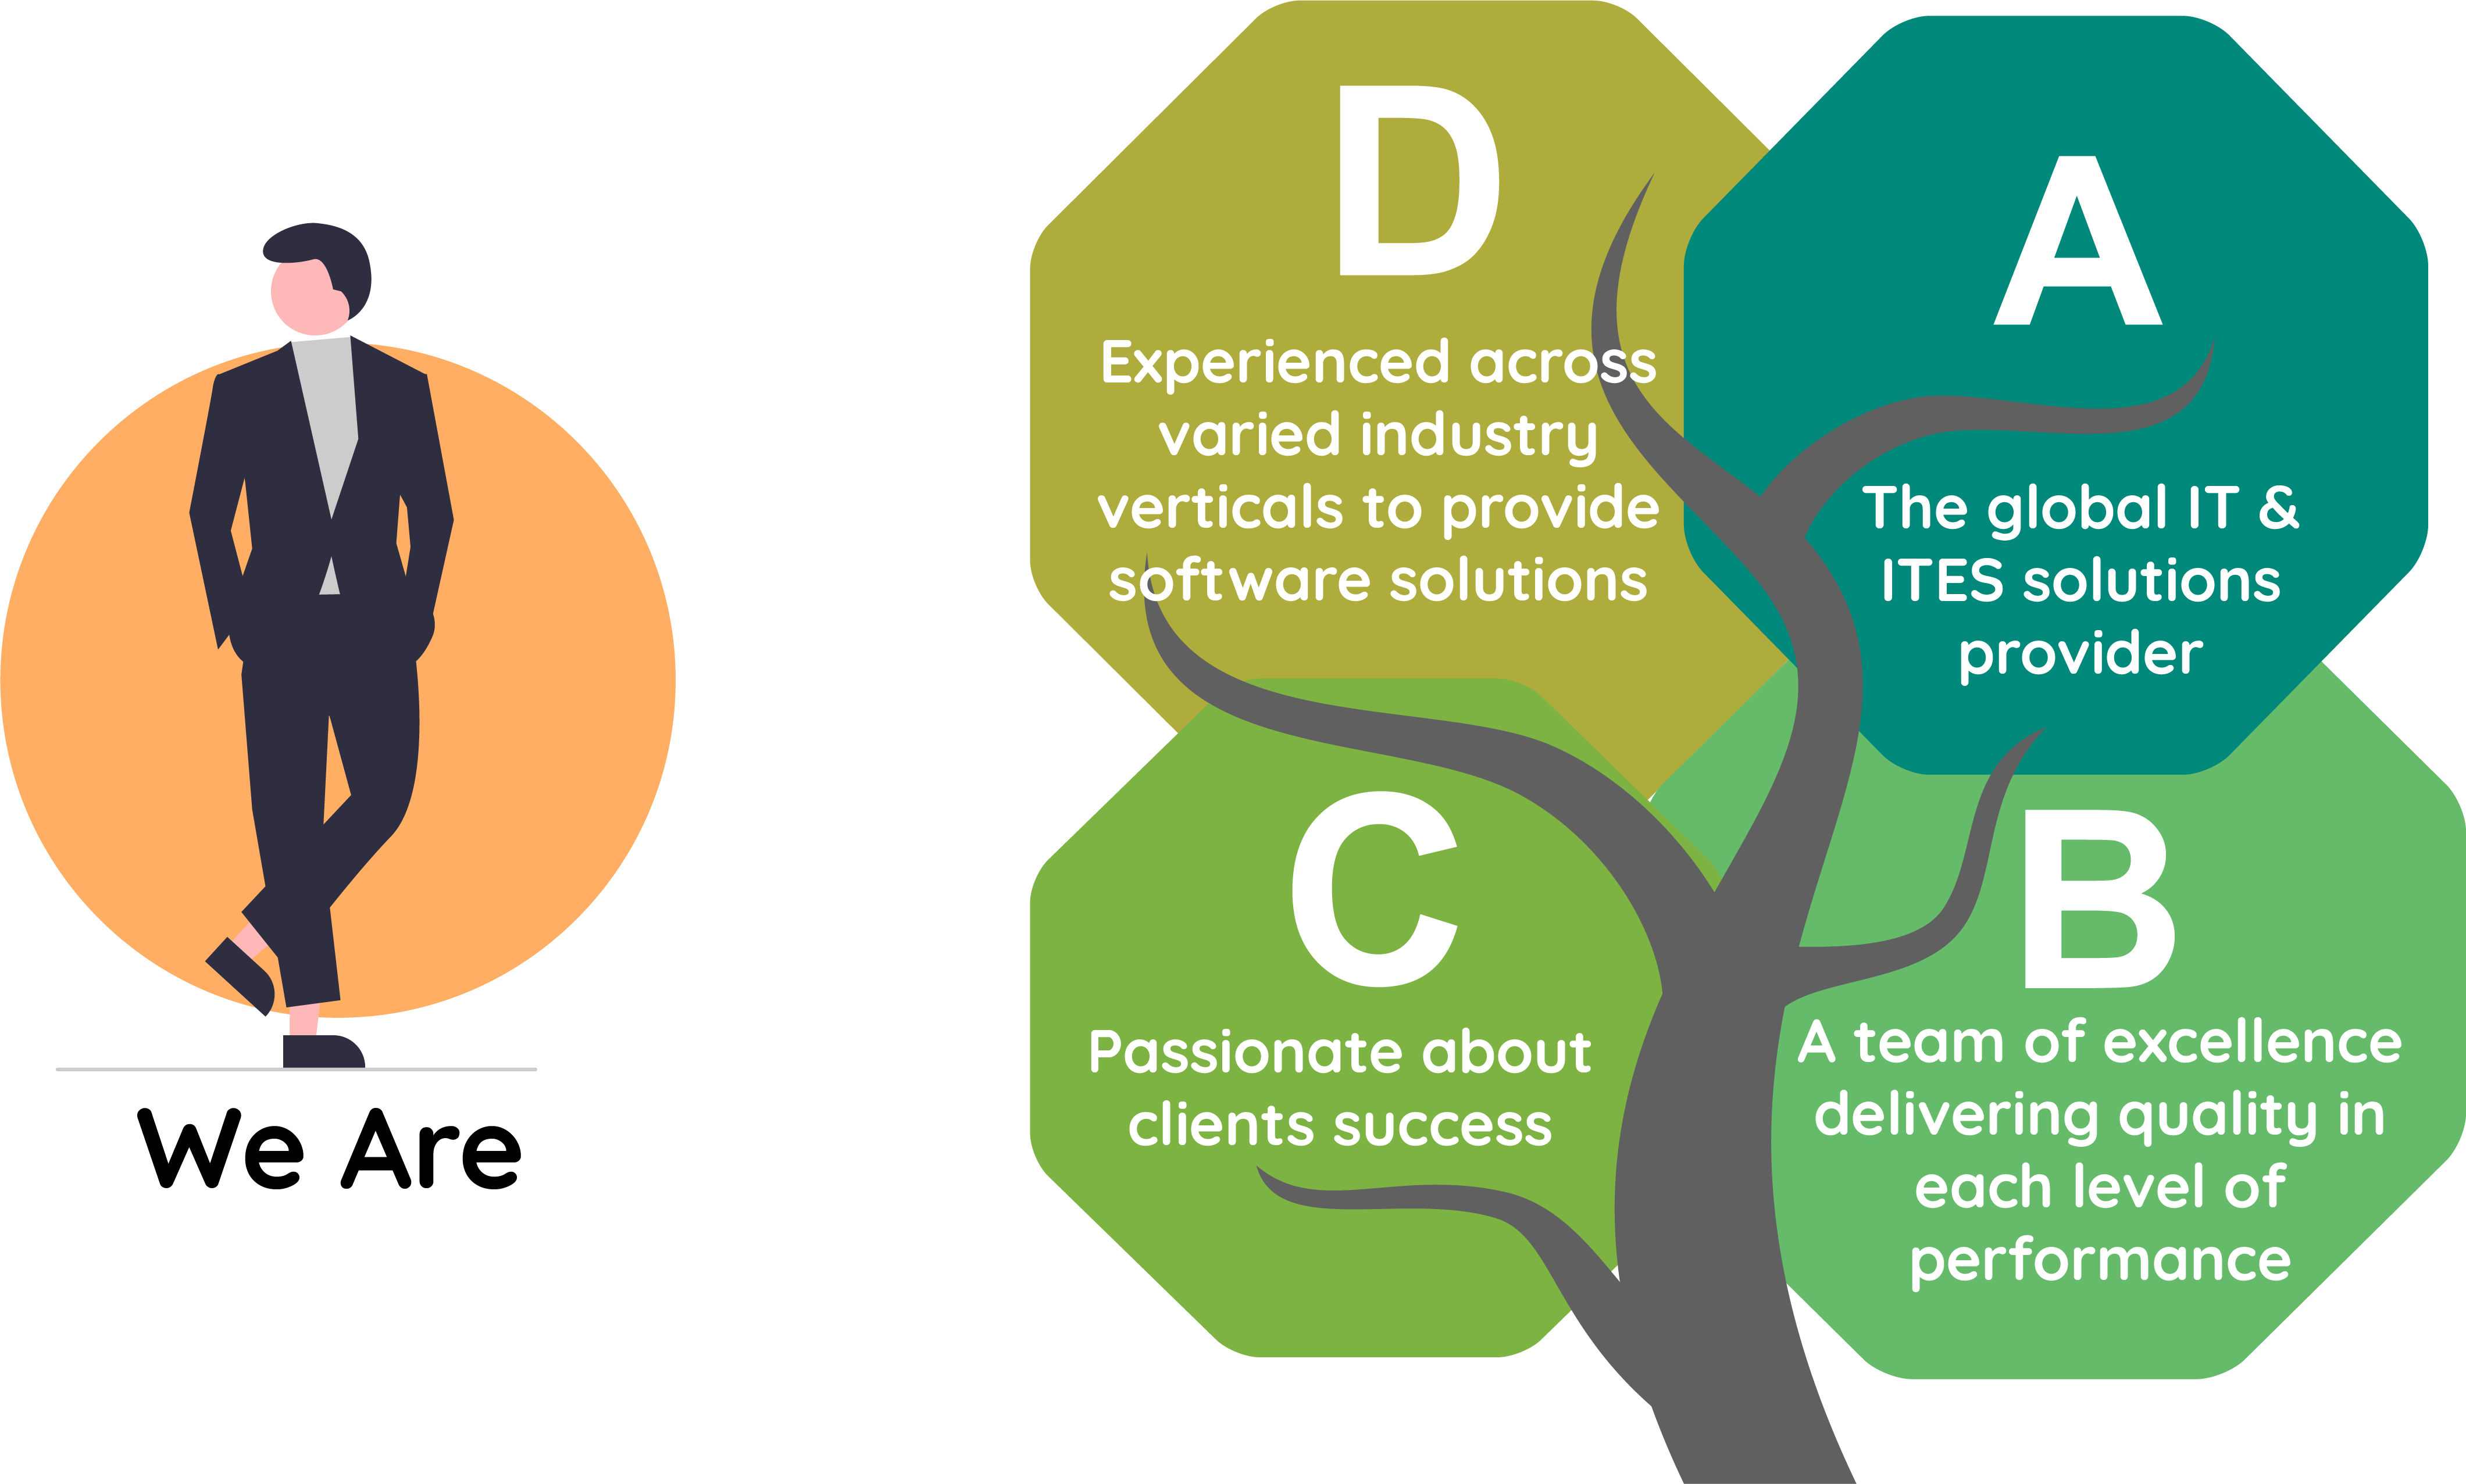 We Are
D
Experienced across
varied industry
verticals to provide
software solutions
A
The global IT &
ITES solutions
provider
C
Passionate about
clients success
B
A team of excellence
delivering quality in
each level of
performance